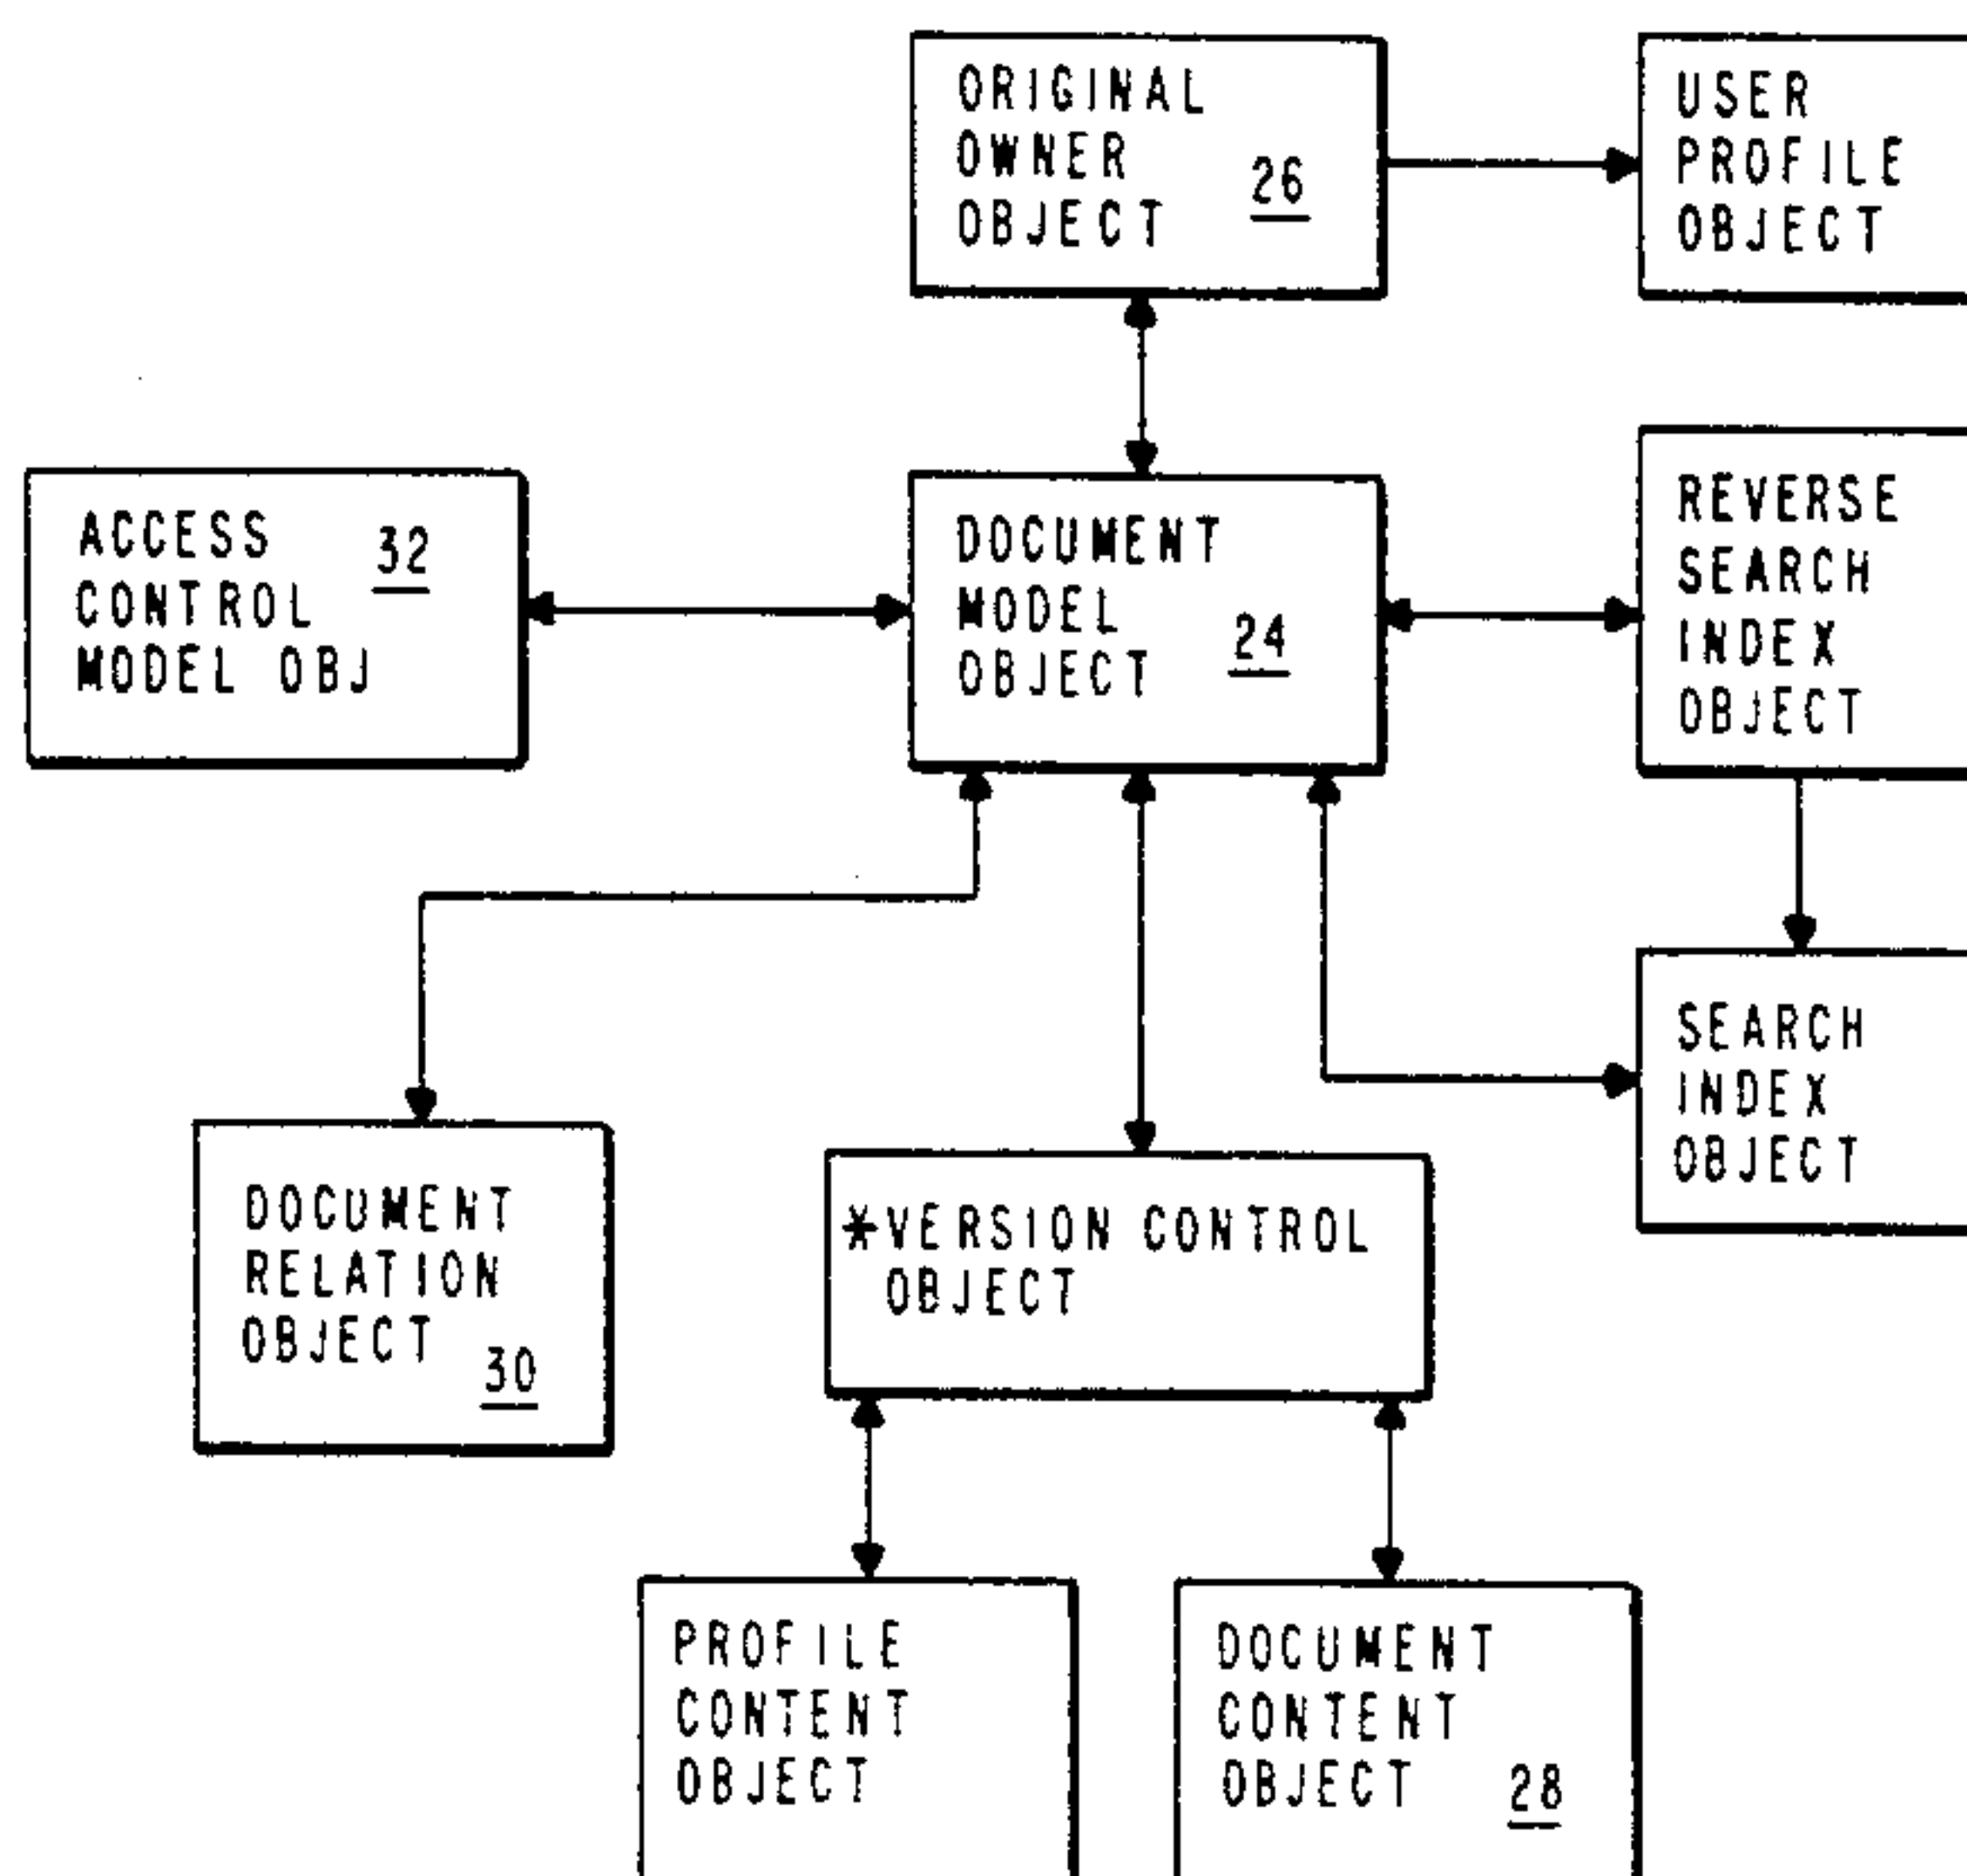 ORIGINAL
OWNER
OBJECT 26
USER
PROFILE
OBJECT
ACCESS
CONTROL
MODEL OBJ
32
DOCUMENT
MODEL
OBJECT 24
REVERSE
SEARCH
INDEX
OBJECT
SEARCH
INDEX
OBJECT
DOCUMENT
RELATION
OBJECT 30
*VERSION CONTROL
OBJECT
PROFILE
CONTENT
OBJECT
DOCUMENT
CONTENT
OBJECT 28